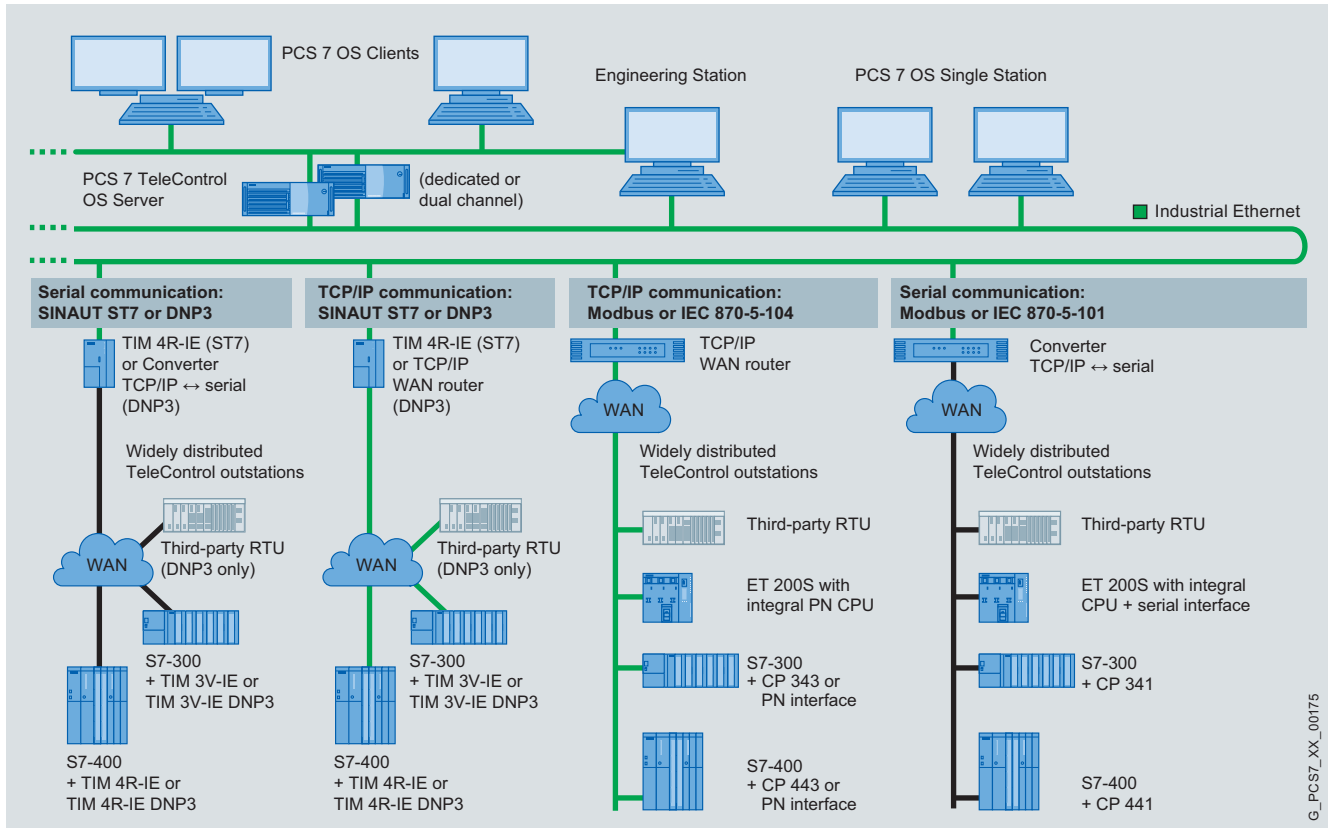 PCS 7 OS Clients
Engineering Station
PCS 7 OS Single Station
PCS 7 TeleControl
OS Server
(dedicated or
dual channel)
Industrial Ethernet
Serial communication:
SINAUT ST7 or DNP3
TIM 4R-IE (ST7)
or Converter
TCP/IP ↔ serial
(DNP3)
Widely distributed
TeleControl outstations
WAN
Third-party RTU
(DNP3 only)
S7-300
+ TIM 3V-IE or
TIM 3V-IE DNP3
S7-400
+ TIM 4R-IE or
TIM 4R-IE DNP3
TCP/IP communication:
SINAUT ST7 or DNP3
TIM 4R-IE (ST7)
or TCP/IP
WAN router
(DNP3)
Widely distributed
TeleControl outstations
WAN
Third-party RTU
(DNP3 only)
S7-300
+ TIM 3V-IE or
TIM 3V-IE DNP3
S7-400
+ TIM 4R-IE or
TIM 4R-IE DNP3
TCP/IP communication:
Modbus or IEC 870-5-104
TCP/IP
WAN router
WAN
Widely distributed
TeleControl outstations
Third-party RTU
ET 200S with
integral PN CPU
S7-300
+ CP 343 or
PN interface
S7-400
+ CP 443 or
PN interface
Serial communication:
Modbus or IEC 870-5-101
Converter
TCP/IP ↔ serial
WAN
Widely distributed
TeleControl outstations
Third-party RTU
ET 200S with integral
CPU + serial interface
S7-300
+ CP 341
S7-400
+ CP 441
G_PCS7_XX_00175